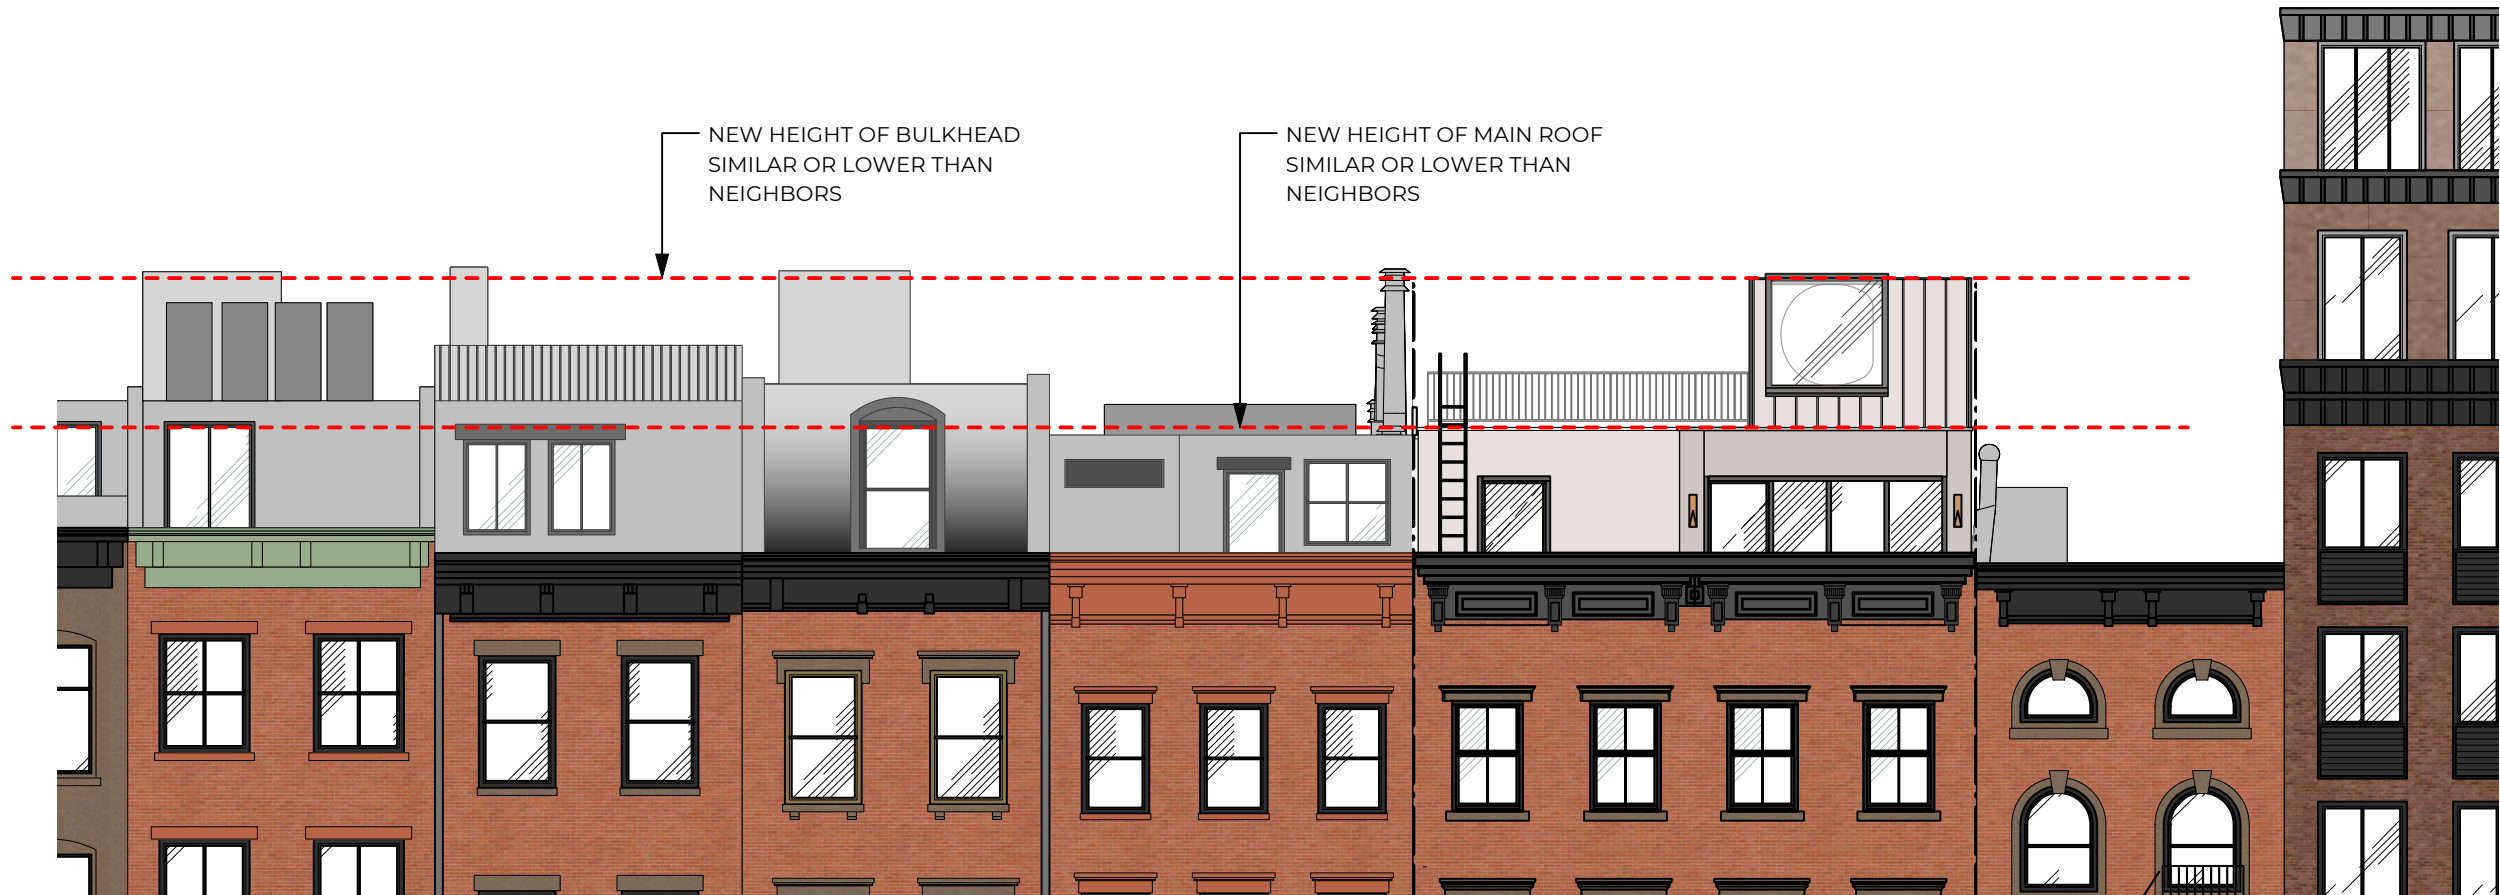 NEW HEIGHT OF BULKHEAD
SIMILAR OR LOWER THAN
NEIGHBORS
NEW HEIGHT OF MAIN ROOF
SIMILAR OR LOWER THAN
NEIGHBORS